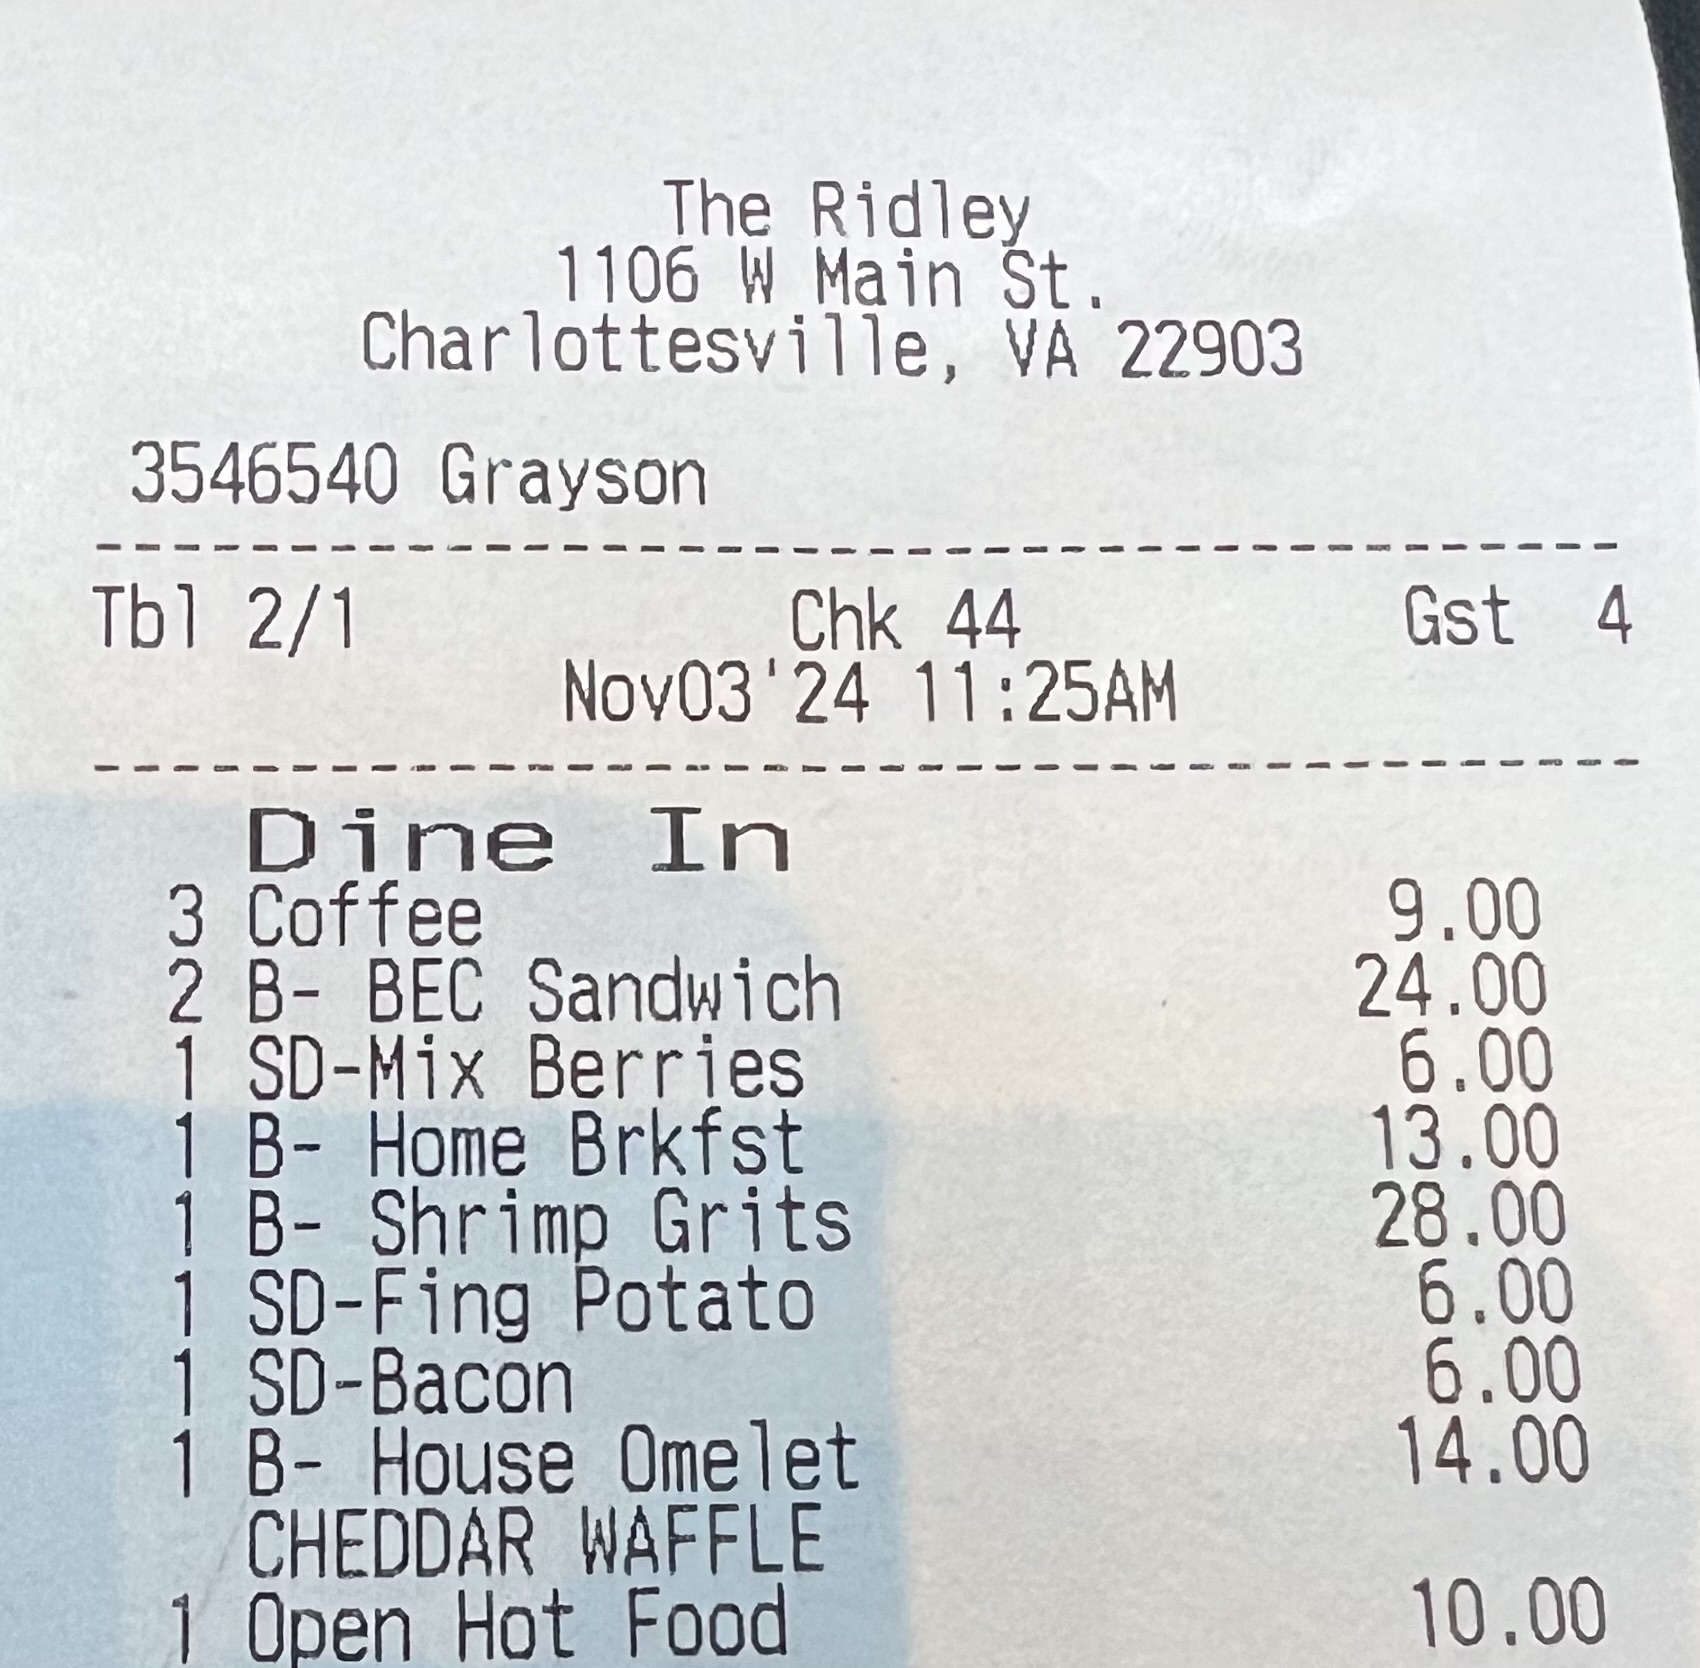 The Ridley
1106 W Main St.
Charlottesville, VA 22903
3546540 Grayson
Tbl 2/1 Chk 44 Gst 4
Nov03'24 11:25AM
Dine In
3 Coffee 9.00
2 B- BEC Sandwich 24.00
1 SD-Mix Berries 6.00
1 B- Home Brkfst 13.00
1 B- Shrimp Grits 28.00
1 SD-Fing Potato 6.00
1 SD-Bacon 6.00
1 B- House Omelet 14.00
CHEDDAR WAFFLE
1 Open Hot Food 10.00